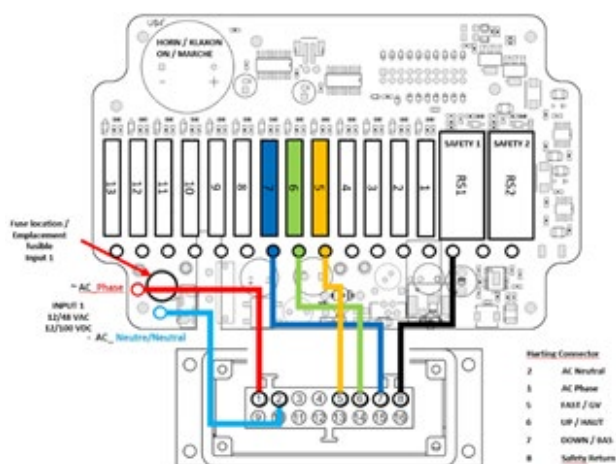 HORN / KLAXON
ON / MARCHE
- +
SAFETY 1
SAFETY 2
13
12
11
10
9
8
7
6
5
4
3
2
1
RS1
RS2
Fuse location /
Emplacement
fusible
Input 1
~ AC_Phase
INPUT 1
12/48 VAC
12/100 VDC
- AC_ Neutre/Neutral
1 2 3 4 5 6 7 8
9 10 11 12 13 14 15 16
Harting Connector
2 AC Neutral
1 AC Phase
5 FAST / GV
6 UP / HAUT
7 DOWN / BAS
8 Safety Return